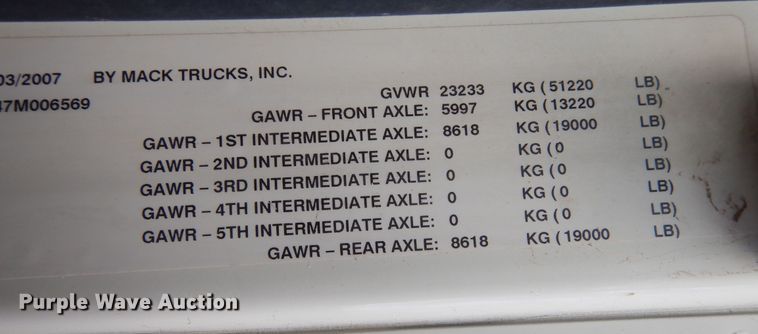 03/2007 BY MACK TRUCKS, INC.
47M006569
GVWR 23233 KG ( 51220 LB)
GAWR – FRONT AXLE: 5997 KG ( 13220 LB)
GAWR – 1ST INTERMEDIATE AXLE: 8618 KG ( 19000 LB)
GAWR – 2ND INTERMEDIATE AXLE: 0 KG ( 0 LB)
GAWR – 3RD INTERMEDIATE AXLE: 0 KG ( 0 LB)
GAWR – 4TH INTERMEDIATE AXLE: 0 KG ( 0 LB)
GAWR – 5TH INTERMEDIATE AXLE: 0 KG ( 0 LB)
GAWR – REAR AXLE: 8618 KG ( 19000 LB)
Purple Wave Auction